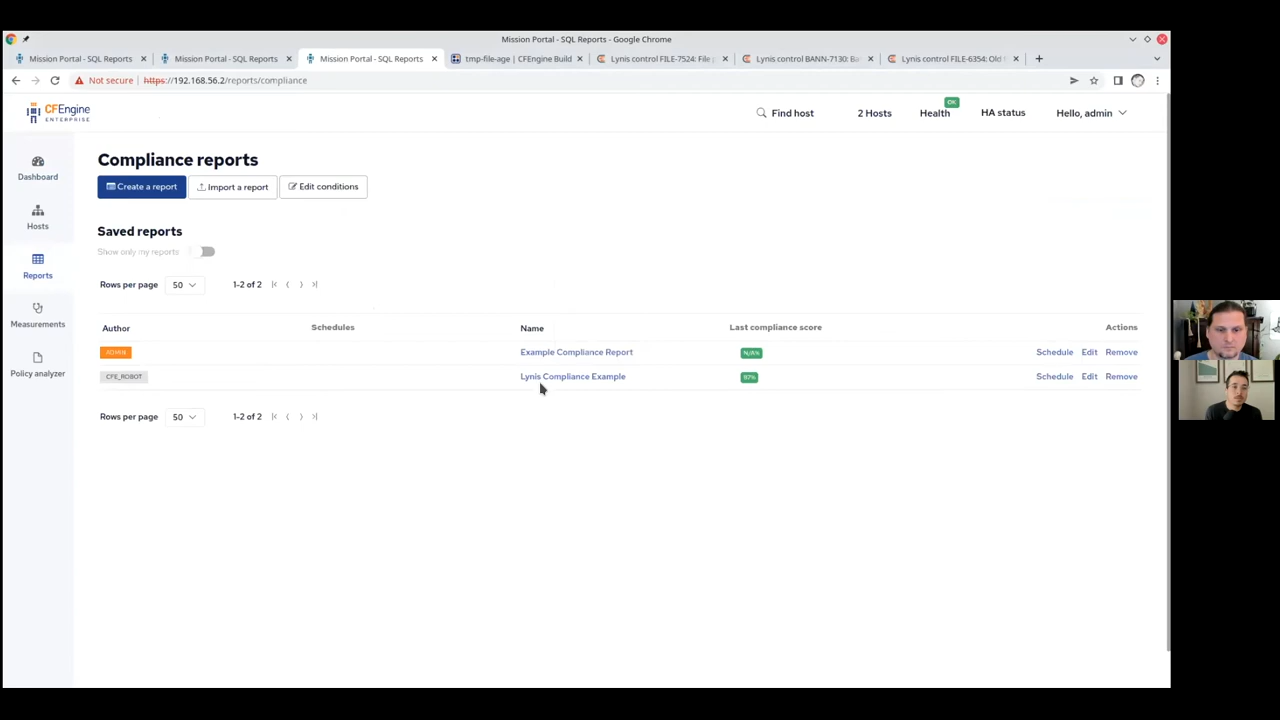 Mission Portal - SQL Reports - Google Chrome
Mission Portal - SQL Reports
Mission Portal - SQL Reports
Mission Portal - SQL Reports
tmp-file-age | CFEngine Build
Lynis control FILE-7524: File
Lynis control BANN-7130: Ba
Lynis control FILE-6354: Old
Not secure
https://192.168.56.2/reports/compliance
CFEngine
ENTERPRISE
Find host
2 Hosts
Health
OK
HA status
Hello, admin
Dashboard
Hosts
Reports
Measurements
Policy analyzer
Compliance reports
Create a report
Import a report
Edit conditions
Saved reports
Show only my reports
Rows per page 50 1-2 of 2
Author Schedules Name Last compliance score Actions
ADMIN Example Compliance Report N/A% Schedule Edit Remove
CFE_ROBOT Lynis Compliance Example 97% Schedule Edit Remove
Rows per page 50 1-2 of 2